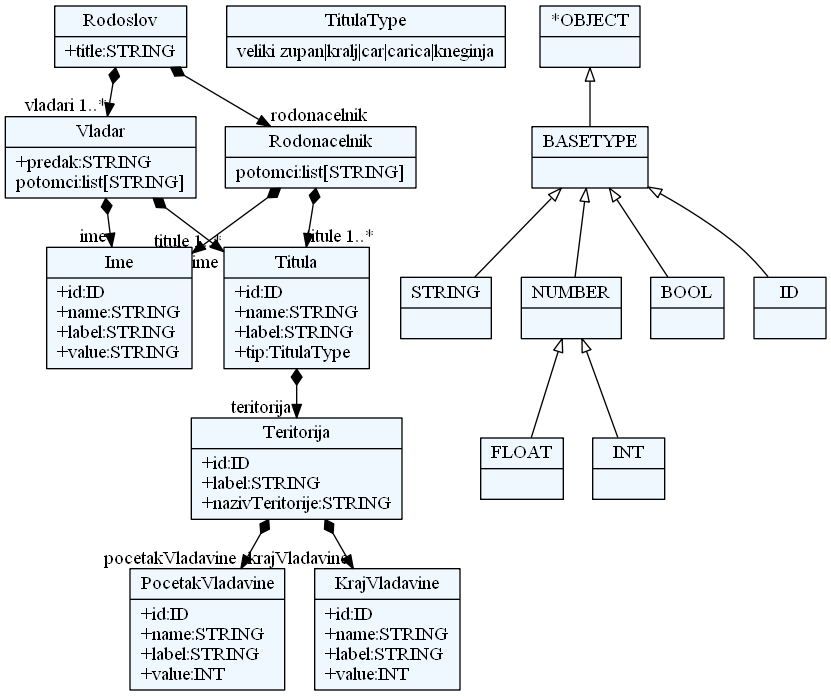 Rodoslov
+title:STRING
TitulaType
veliki zupan|kralj|car|carica|kneginja
*OBJECT
vladari 1..*
rodonacelnik
Vladar
+predak:STRING
potomci:list[STRING]
Rodonacelnik
potomci:list[STRING]
BASETYPE
ime
titule 1..*
ime
titule 1..*
Ime
+id:ID
+name:STRING
+label:STRING
+value:STRING
Titula
+id:ID
+name:STRING
+label:STRING
+tip:TitulaType
STRING
NUMBER
BOOL
ID
teritorija
Teritorija
+id:ID
+label:STRING
+nazivTeritorije:STRING
FLOAT
INT
pocetakVladavine
krajVladavine
PocetakVladavine
+id:ID
+name:STRING
+label:STRING
+value:INT
KrajVladavine
+id:ID
+name:STRING
+label:STRING
+value:INT